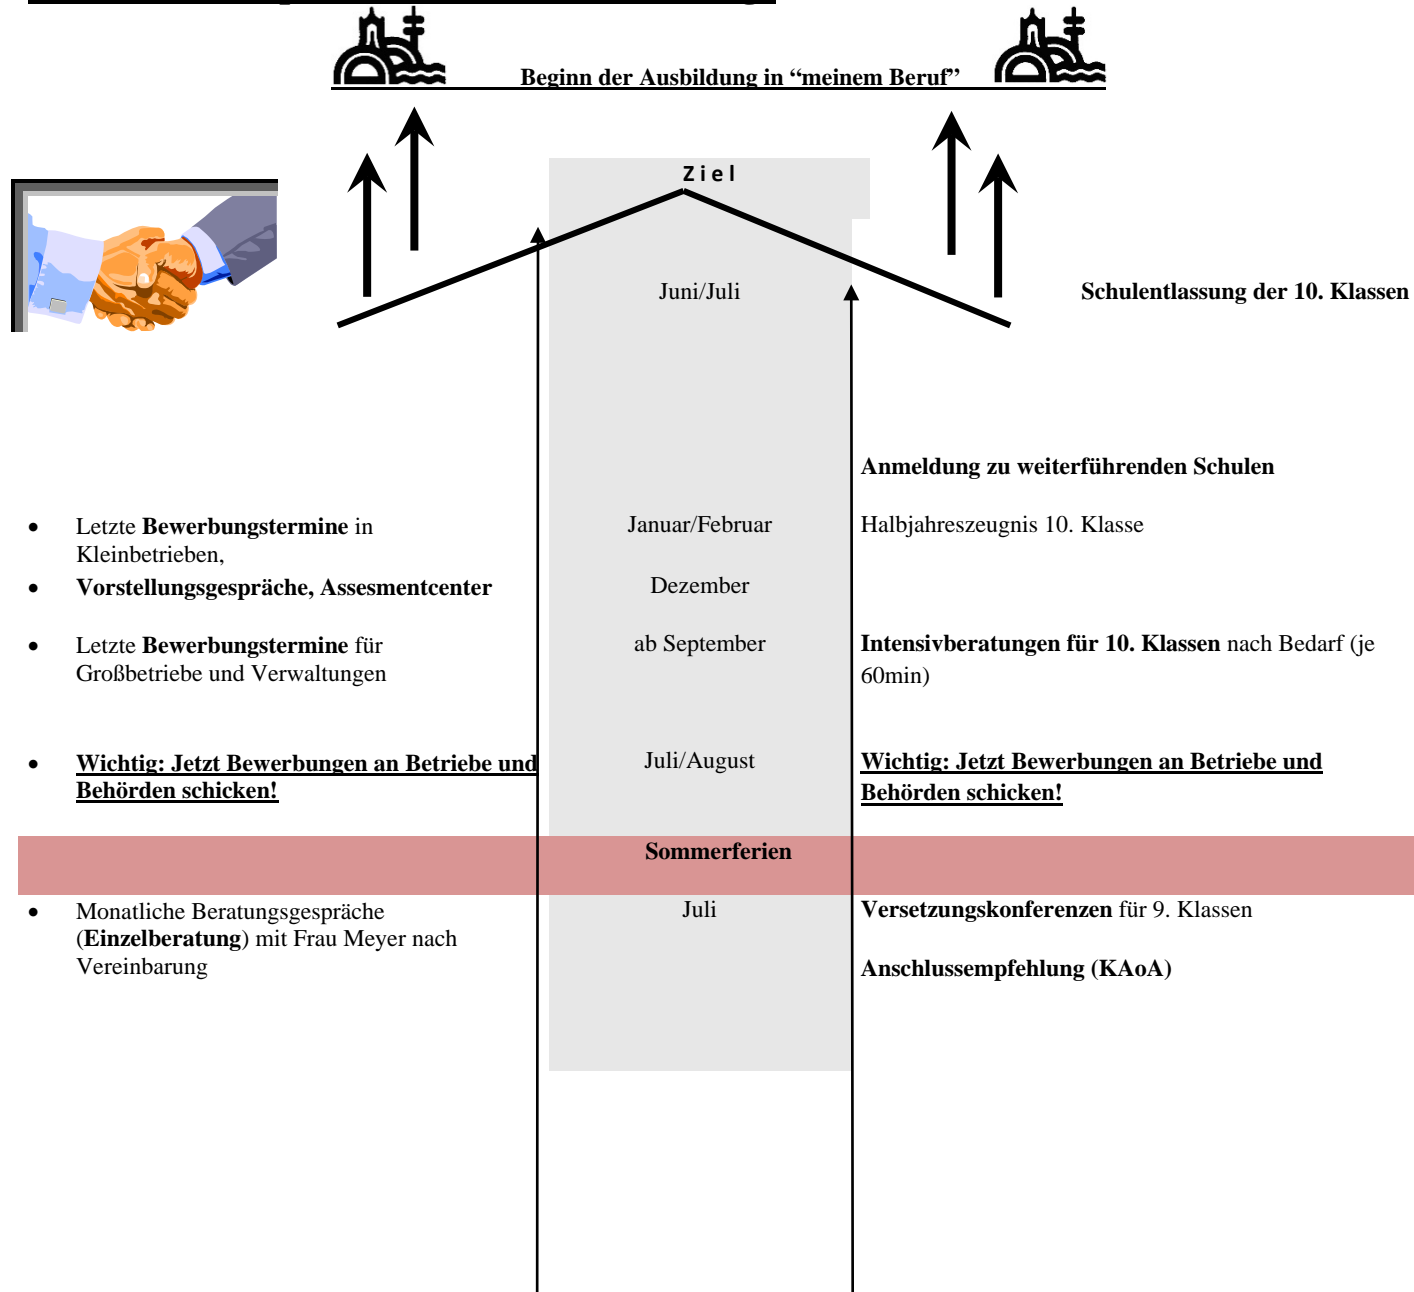 Beginn der Ausbildung in “meinem Beruf”
Z i e l
Juni/Juli
Schulentlassung der 10. Klassen
Anmeldung zu weiterführenden Schulen
• Letzte Bewerbungstermine in
Kleinbetrieben,
Januar/Februar
Halbjahreszeugnis 10. Klasse
• Vorstellungsgespräche, Assesmentcenter
Dezember
• Letzte Bewerbungstermine für
Großbetriebe und Verwaltungen
ab September
Intensivberatungen für 10. Klassen nach Bedarf (je
60min)
• Wichtig: Jetzt Bewerbungen an Betriebe und
Behörden schicken!
Juli/August
Wichtig: Jetzt Bewerbungen an Betriebe und
Behörden schicken!
Sommerferien
• Monatliche Beratungsgespräche
(Einzelberatung) mit Frau Meyer nach
Vereinbarung
Juli
Versetzungskonferenzen für 9. Klassen
Anschlussempfehlung (KAoA)